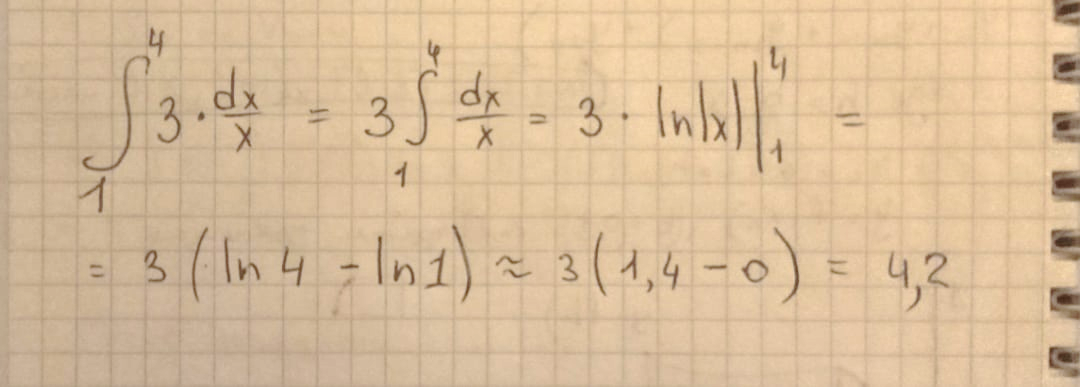 ∫₁⁴ 3 · dx/x = 3 ∫₁⁴ dx/x = 3 · ln|x| |₁⁴ =
= 3 (ln 4 - ln 1) ≈ 3 (1,4 - 0) = 4,2